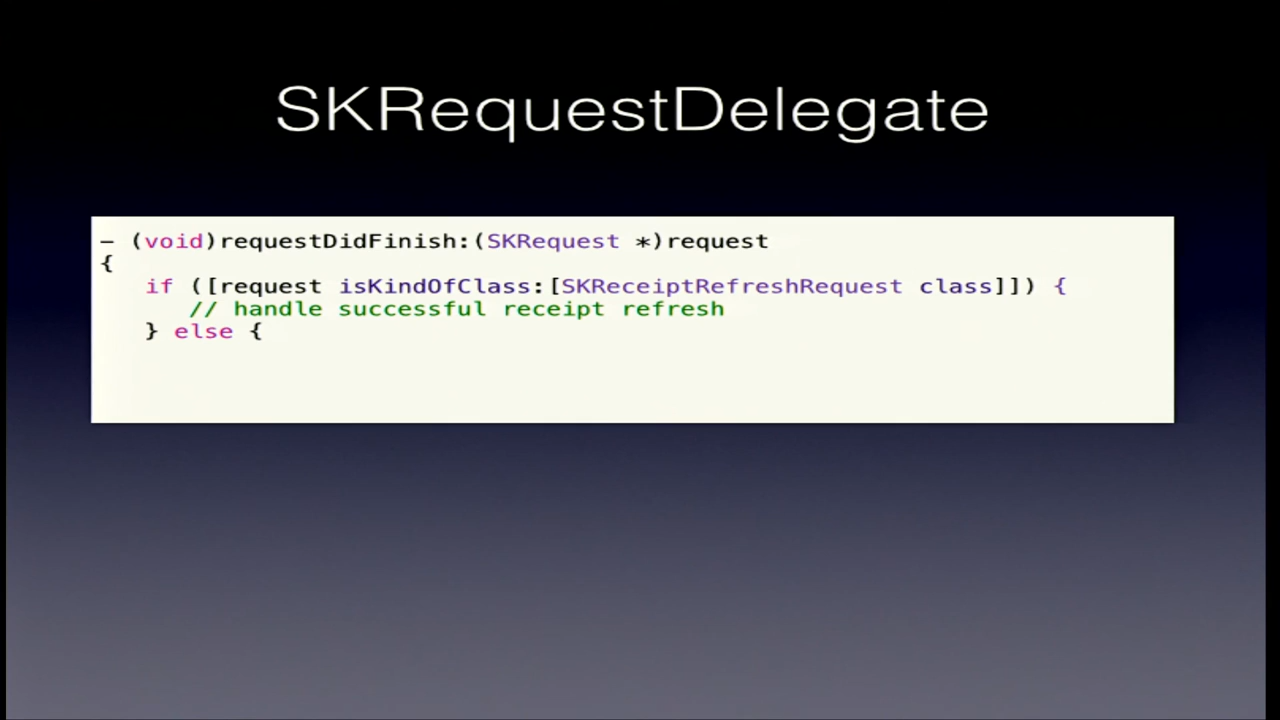 SKRequestDelegate
– (void)requestDidFinish:(SKRequest *)request
{
if ([request isKindOfClass:[SKReceiptRefreshRequest class]]) {
// handle successful receipt refresh
} else {